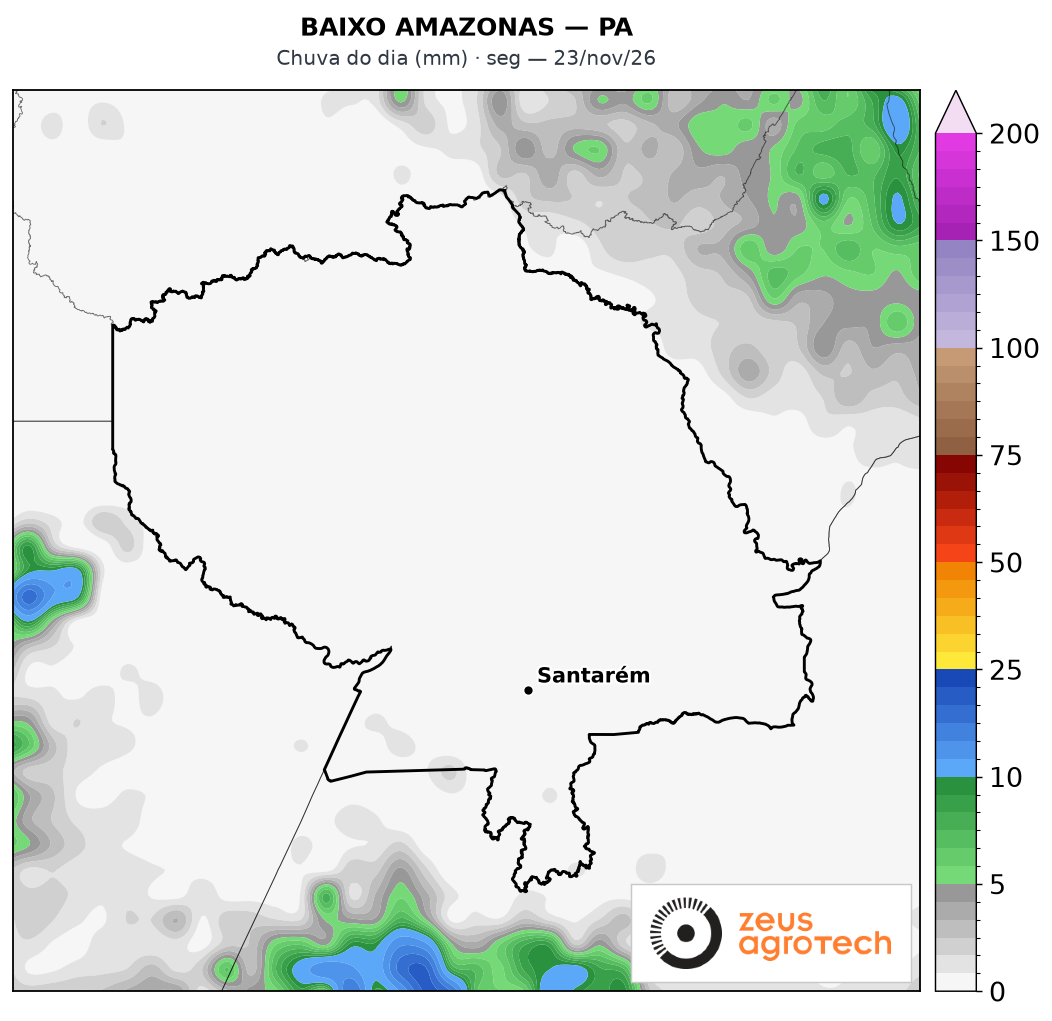 BAIXO AMAZONAS — PA
Chuva do dia (mm) · seg — 23/nov/26
200
150
100
75
50
25
10
5
0
Santarém
zeus
agrotech